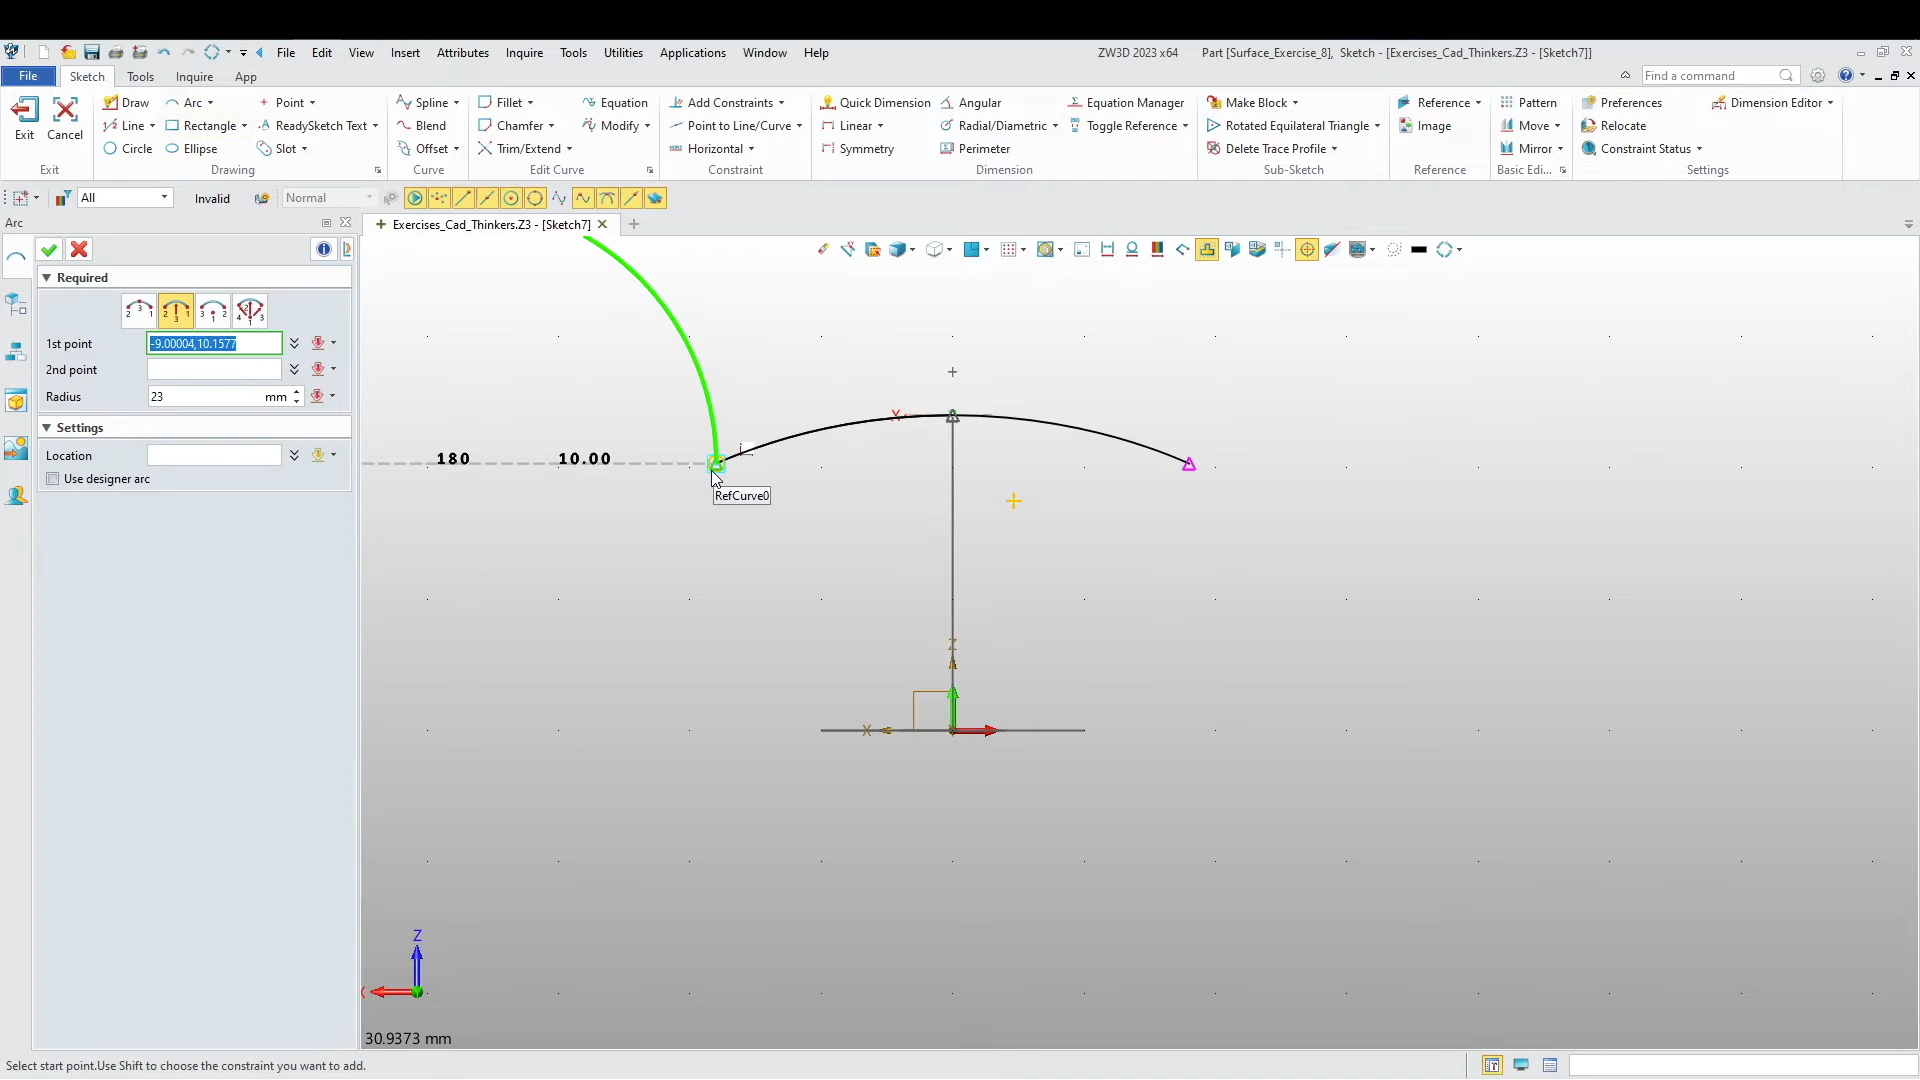 File Edit View Insert Attributes Inquire Tools Utilities Applications Window Help
ZW3D 2023 x64 Part [Surface_Exercise_8], Sketch - [Exercises_Cad_Thinkers.Z3 - [Sketch7]]
File Sketch Tools Inquire App Find a command
Draw Arc Point Spline Fillet Equation Add Constraints Quick Dimension Angular Equation Manager Make Block Reference Pattern Preferences Dimension Editor
Line Rectangle ReadySketch Text Blend Chamfer Modify Point to Line/Curve Linear Radial/Diametric Toggle Reference Rotated Equilateral Triangle Image Move Relocate
Exit Cancel Circle Ellipse Slot Offset Trim/Extend Horizontal Symmetry Perimeter Delete Trace Profile Mirror Constraint Status
Exit Drawing Curve Edit Curve Constraint Dimension Sub-Sketch Reference Basic Edi... Settings
All Invalid Normal
Arc
Exercises_Cad_Thinkers.Z3 - [Sketch7]
Required
1st point -9.00004,10.1577
2nd point
Radius 23 mm
Settings
Location
Use designer arc
180 10.00
RefCurve0
X
Z
X
Z
X
30.9373 mm
Select start point.Use Shift to choose the constraint you want to add.